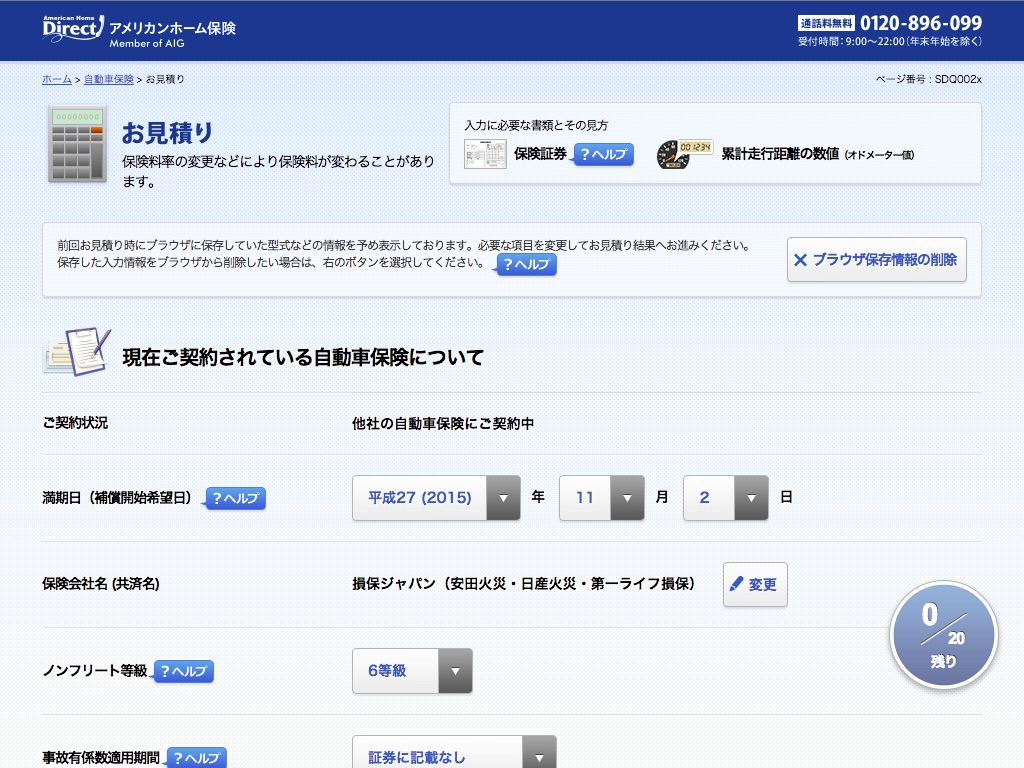 American Home
Direct アメリカンホーム保険
Member of AIG
通話料無料 0120-896-099
受付時間：9:00〜22:00（年末年始を除く）
ホーム > 自動車保険 > お見積り
ページ番号：SDQ002x
お見積り
保険料率の変更などにより保険料が変わることがあり
ます。
入力に必要な書類とその見方
保険証券 ?ヘルプ
001234 累計走行距離の数値（オドメーター値）
前回お見積り時にブラウザに保存していた型式などの情報を予め表示しております。必要な項目を変更してお見積り結果へお進みください。
保存した入力情報をブラウザから削除したい場合は、右のボタンを選択してください。 ?ヘルプ
× ブラウザ保存情報の削除
現在ご契約されている自動車保険について
ご契約状況 他社の自動車保険にご契約中
満期日（補償開始希望日） ?ヘルプ 平成27 (2015) 年 11 月 2 日
保険会社名 (共済名) 損保ジャパン（安田火災・日産火災・第一ライフ損保） 変更
0/20
残り
ノンフリート等級 ?ヘルプ 6等級
事故有係数適用期間 ?ヘルプ 証券に記載なし